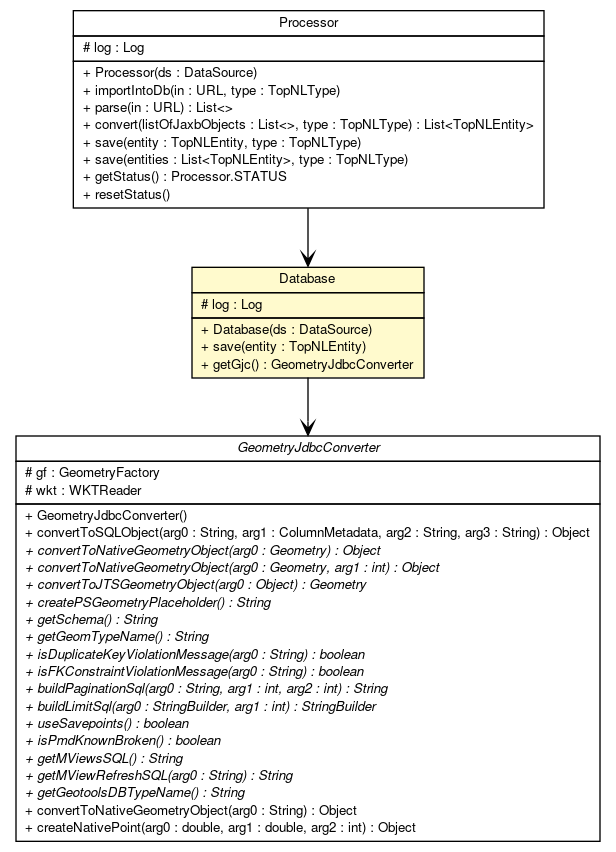 Processor
# log : Log
+ Processor(ds : DataSource)
+ importIntoDb(in : URL, type : TopNLType)
+ parse(in : URL) : List<>
+ convert(listOfJaxbObjects : List<>, type : TopNLType) : List<TopNLEntity>
+ save(entity : TopNLEntity, type : TopNLType)
+ save(entities : List<TopNLEntity>, type : TopNLType)
+ getStatus() : Processor.STATUS
+ resetStatus()
Database
# log : Log
+ Database(ds : DataSource)
+ save(entity : TopNLEntity)
+ getGjc() : GeometryJdbcConverter
GeometryJdbcConverter
# gf : GeometryFactory
# wkt : WKTReader
+ GeometryJdbcConverter()
+ convertToSQLObject(arg0 : String, arg1 : ColumnMetadata, arg2 : String, arg3 : String) : Object
+ convertToNativeGeometryObject(arg0 : Geometry) : Object
+ convertToNativeGeometryObject(arg0 : Geometry, arg1 : int) : Object
+ convertToJTSGeometryObject(arg0 : Object) : Geometry
+ createPSGeometryPlaceholder() : String
+ getSchema() : String
+ getGeomTypeName() : String
+ isDuplicateKeyViolationMessage(arg0 : String) : boolean
+ isFKConstraintViolationMessage(arg0 : String) : boolean
+ buildPaginationSql(arg0 : String, arg1 : int, arg2 : int) : String
+ buildLimitSql(arg0 : StringBuilder, arg1 : int) : StringBuilder
+ useSavepoints() : boolean
+ isPmdKnownBroken() : boolean
+ getMViewsSQL() : String
+ getMViewRefreshSQL(arg0 : String) : String
+ getGeotoolsDBTypeName() : String
+ convertToNativeGeometryObject(arg0 : String) : Object
+ createNativePoint(arg0 : double, arg1 : double, arg2 : int) : Object